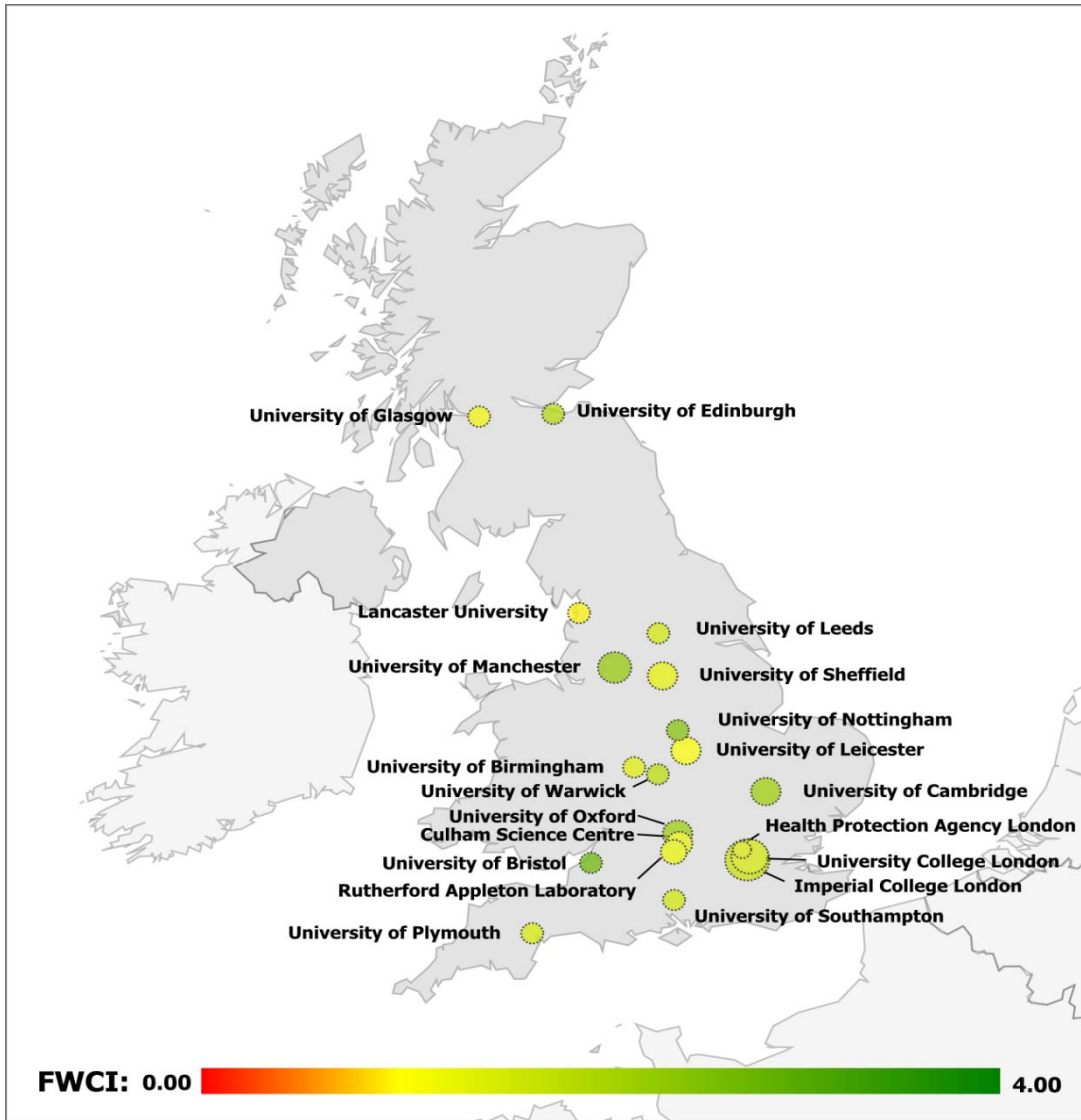 University of Glasgow
University of Edinburgh
Lancaster University
University of Leeds
University of Manchester
University of Sheffield
University of Nottingham
University of Leicester
University of Birmingham
University of Warwick
University of Cambridge
University of Oxford
Health Protection Agency London
Culham Science Centre
University of Bristol
University College London
Rutherford Appleton Laboratory
Imperial College London
University of Southampton
University of Plymouth
FWCI: 0.00 4.00